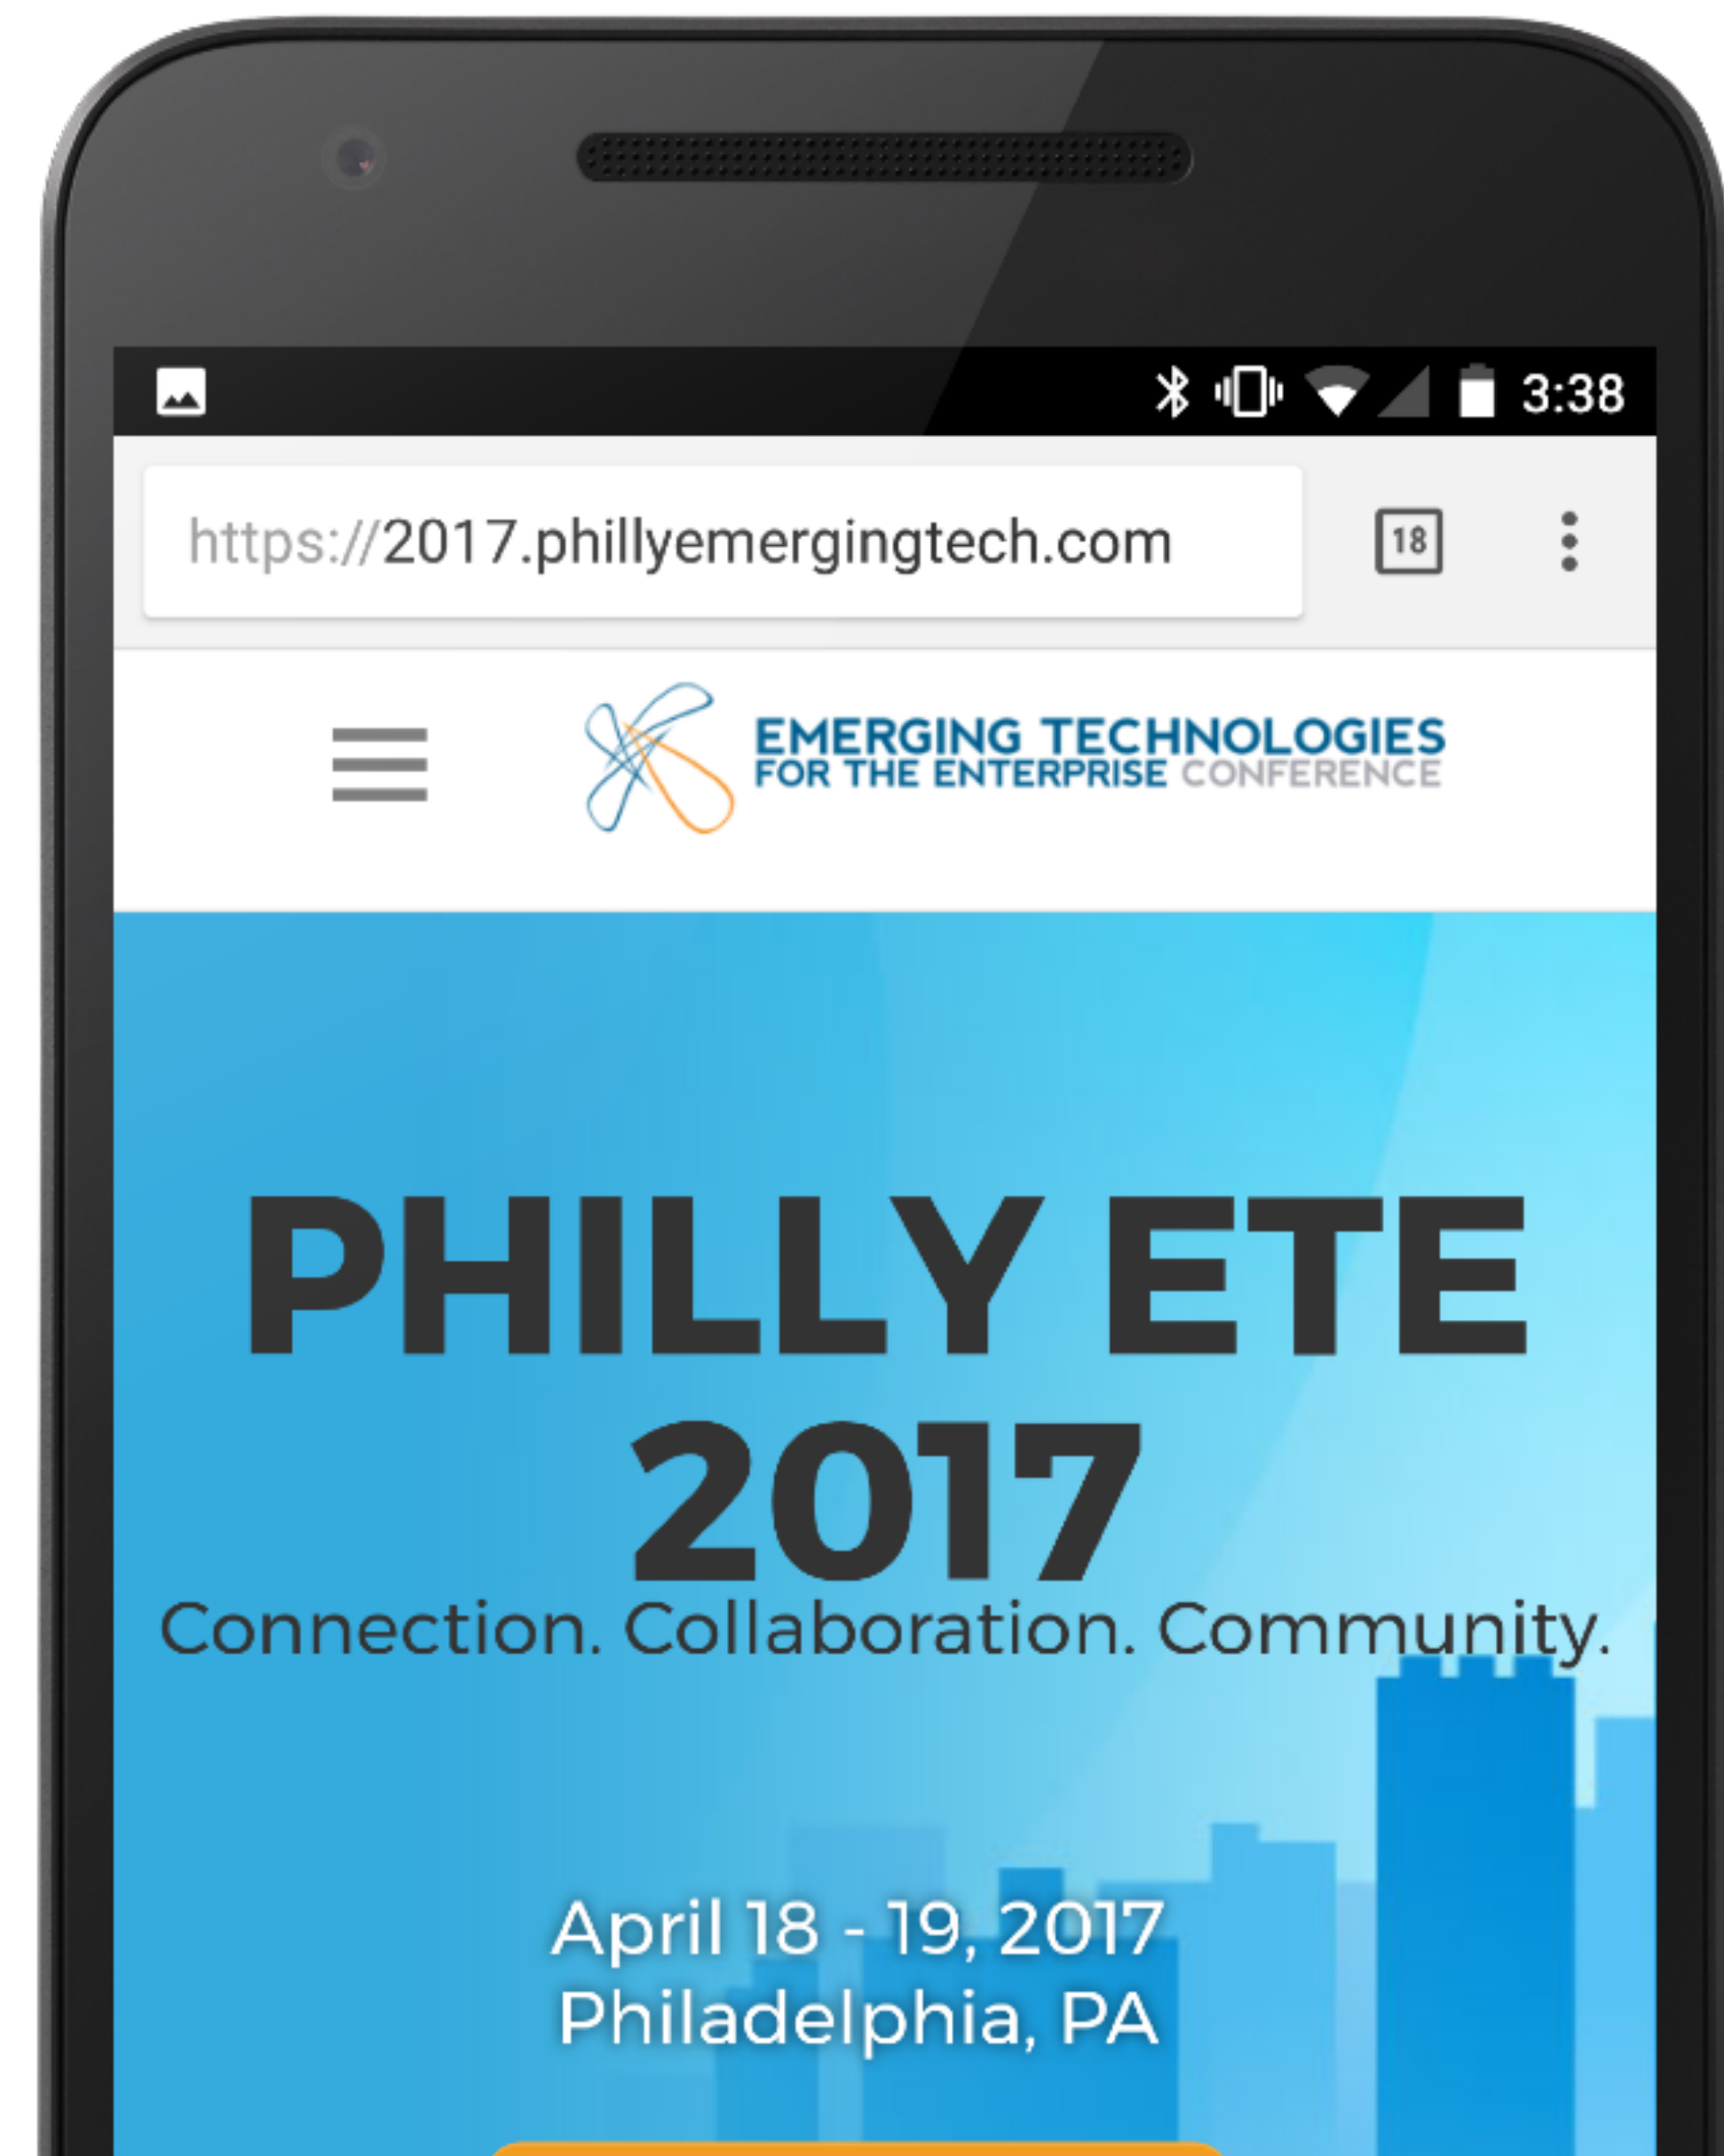 3:38
https://2017.phillyemergingtech.com
18
EMERGING TECHNOLOGIES
FOR THE ENTERPRISE CONFERENCE
PHILLY ETE
2017
Connection. Collaboration. Community.
April 18 - 19, 2017
Philadelphia, PA